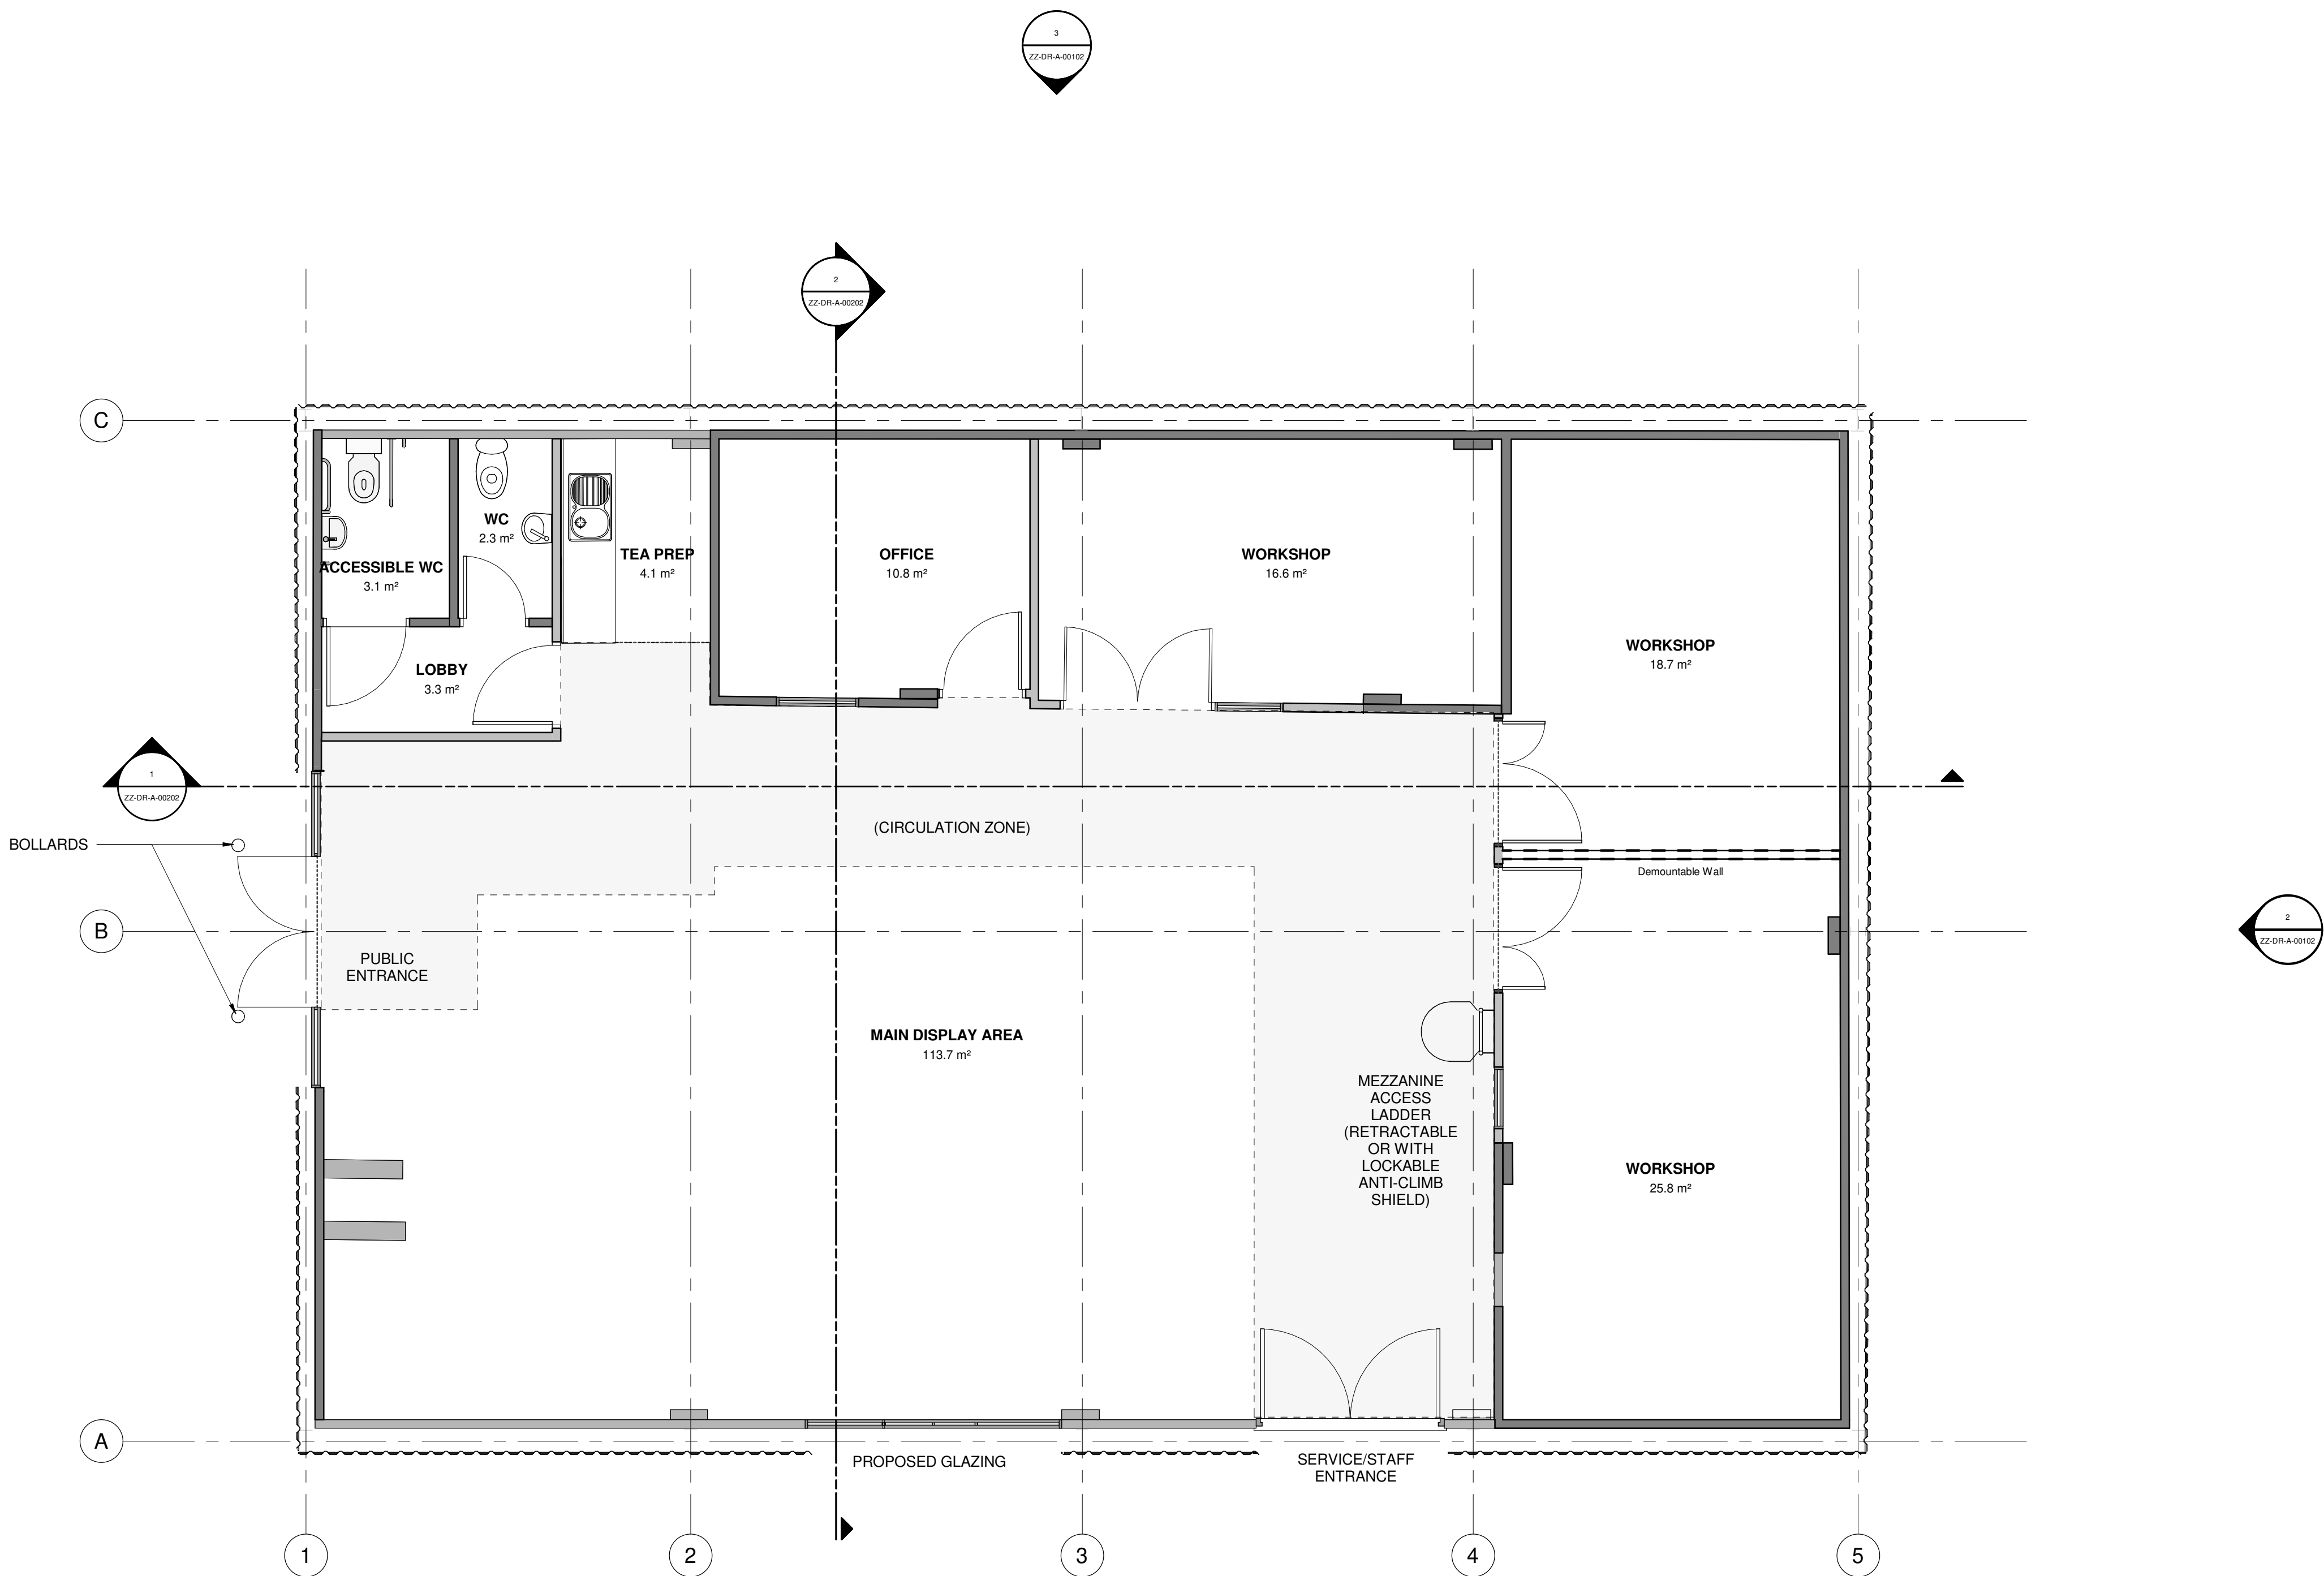 3
ZZ-DR-A-00102
2
ZZ-DR-A-00202
C
WC
2.3 m²
TEA PREP
4.1 m²
OFFICE
10.8 m²
WORKSHOP
16.6 m²
ACCESSIBLE WC
3.1 m²
WORKSHOP
18.7 m²
LOBBY
3.3 m²
1
ZZ-DR-A-00202
(CIRCULATION ZONE)
BOLLARDS
Demountable Wall
B
2
ZZ-DR-A-00102
PUBLIC
ENTRANCE
MAIN DISPLAY AREA
113.7 m²
MEZZANINE
ACCESS
LADDER
(RETRACTABLE
OR WITH
LOCKABLE
ANTI-CLIMB
SHIELD)
WORKSHOP
25.8 m²
A
PROPOSED GLAZING
SERVICE/STAFF
ENTRANCE
1
2
3
4
5